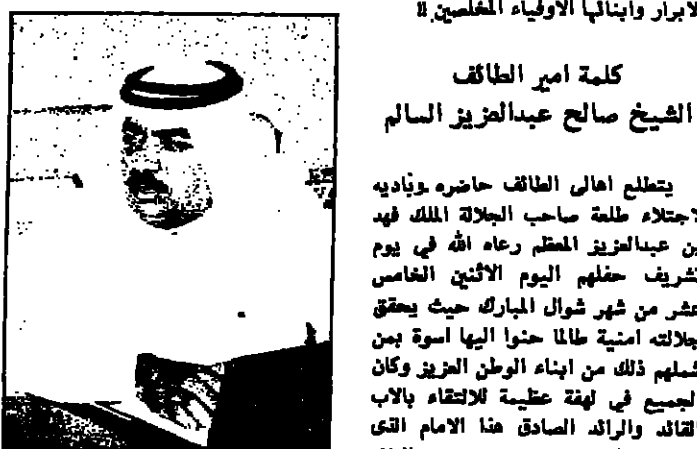 لابرار وابنائها الاوفياء المخلصين !!
كلمة امير الطائف
الشيخ صالح عبدالعزيز السالم
يتطلع اهالى الطائف حاضره وباديه
لاجتلاء طلعة صاحب الجلالة الملك فهد
بن عبدالعزيز المعظم رعاه الله في يوم
تشريف حفلهم اليوم الاثنين الخامس
عشر من شهر شوال المبارك حيث يحقق
جلالته امنية طالما حنوا اليها اسوة بمن
شملهم ذلك من ابناء الوطن العزيز وكان
الجميع في لهفة عظيمة للالتقاء بالاب
القائد والرائد الصادق هذا الامام الذى